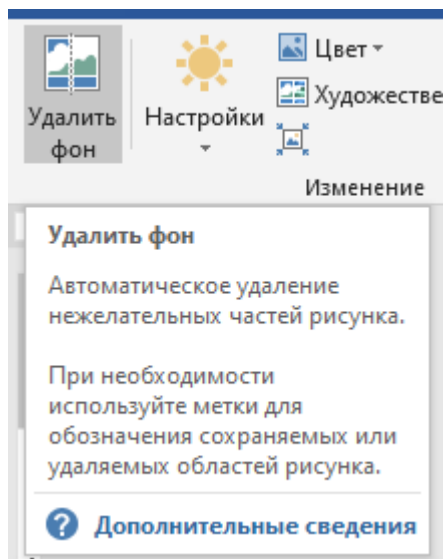 Удалить
фон
Настройки
Цвет
Художестве
Изменение
Удалить фон
Автоматическое удаление
нежелательных частей рисунка.
При необходимости
используйте метки для
обозначения сохраняемых или
удаляемых областей рисунка.
? Дополнительные сведения